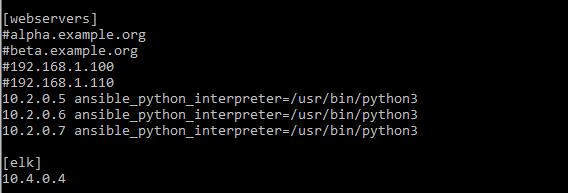 [webservers]
#alpha.example.org
#beta.example.org
#192.168.1.100
#192.168.1.110
10.2.0.5 ansible_python_interpreter=/usr/bin/python3
10.2.0.6 ansible_python_interpreter=/usr/bin/python3
10.2.0.7 ansible_python_interpreter=/usr/bin/python3
[elk]
10.4.0.4